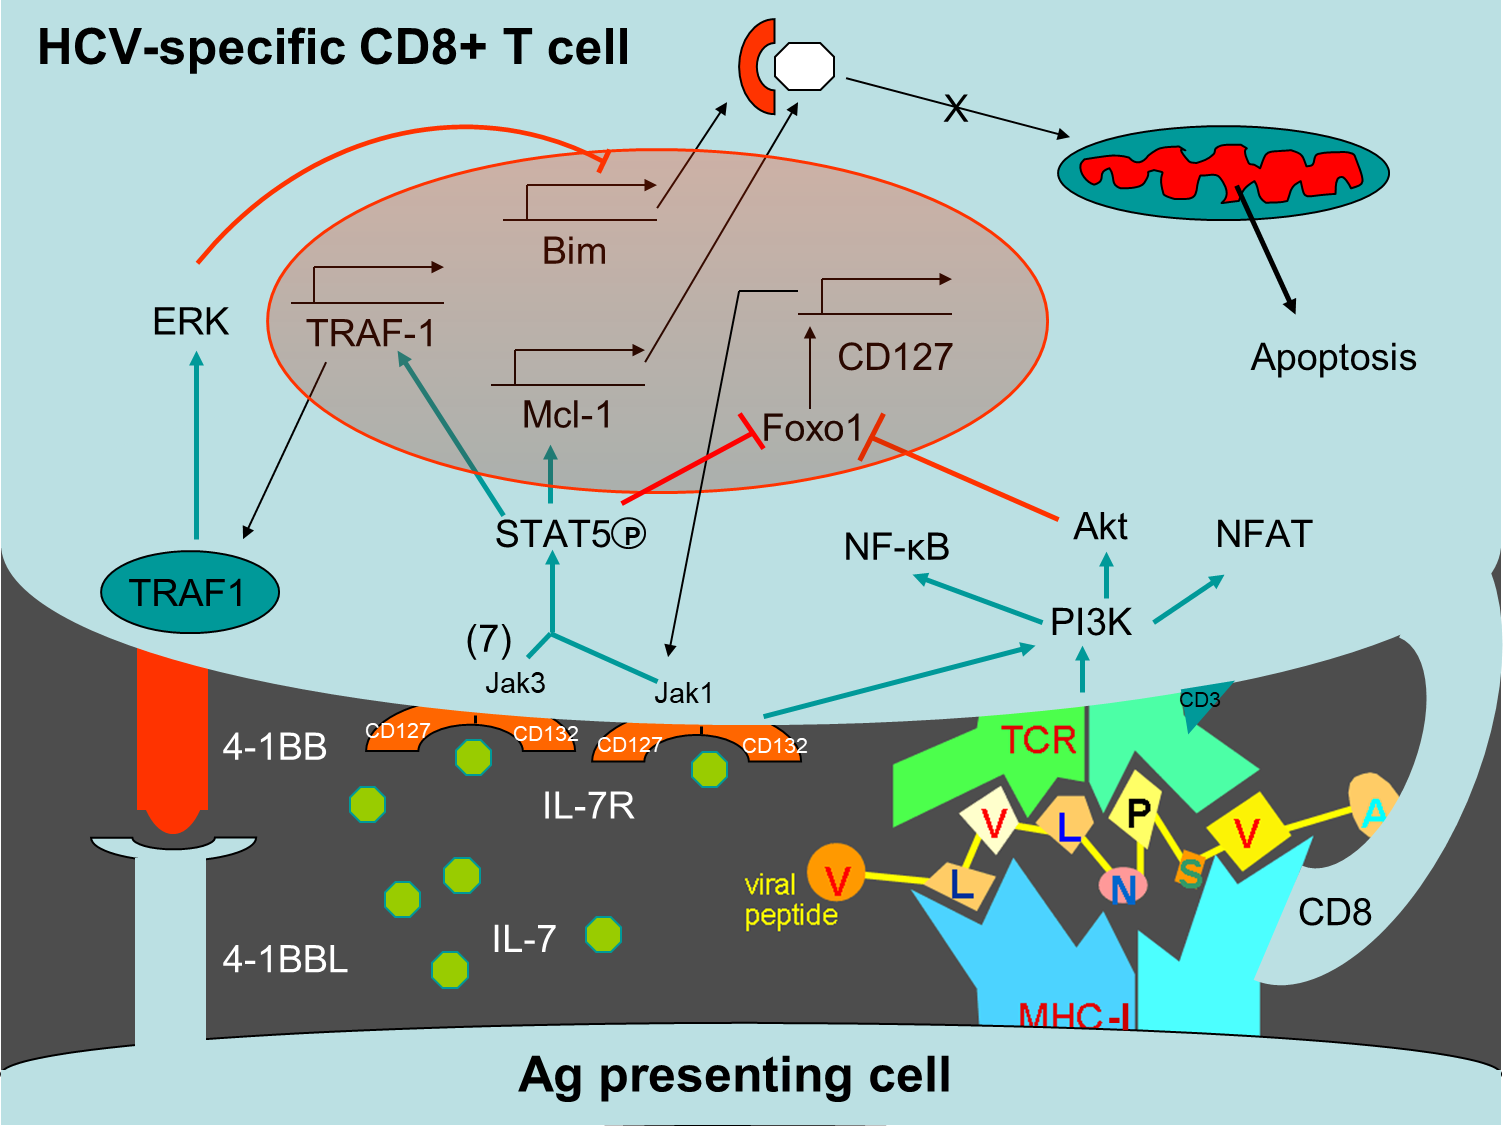 HCV-specific CD8+ T cell
X
Bim
ERK
TRAF-1
CD127
Apoptosis
Mcl-1
Foxo1
STAT5 P
NF-κB
Akt
NFAT
TRAF1
PI3K
(7)
Jak3
Jak1
CD3
CD127
CD132
CD127
CD132
4-1BB
TCR
IL-7R
V
L
P
V
A
viral
peptide
V
L
N
S
CD8
IL-7
4-1BBL
MHC-I
Ag presenting cell